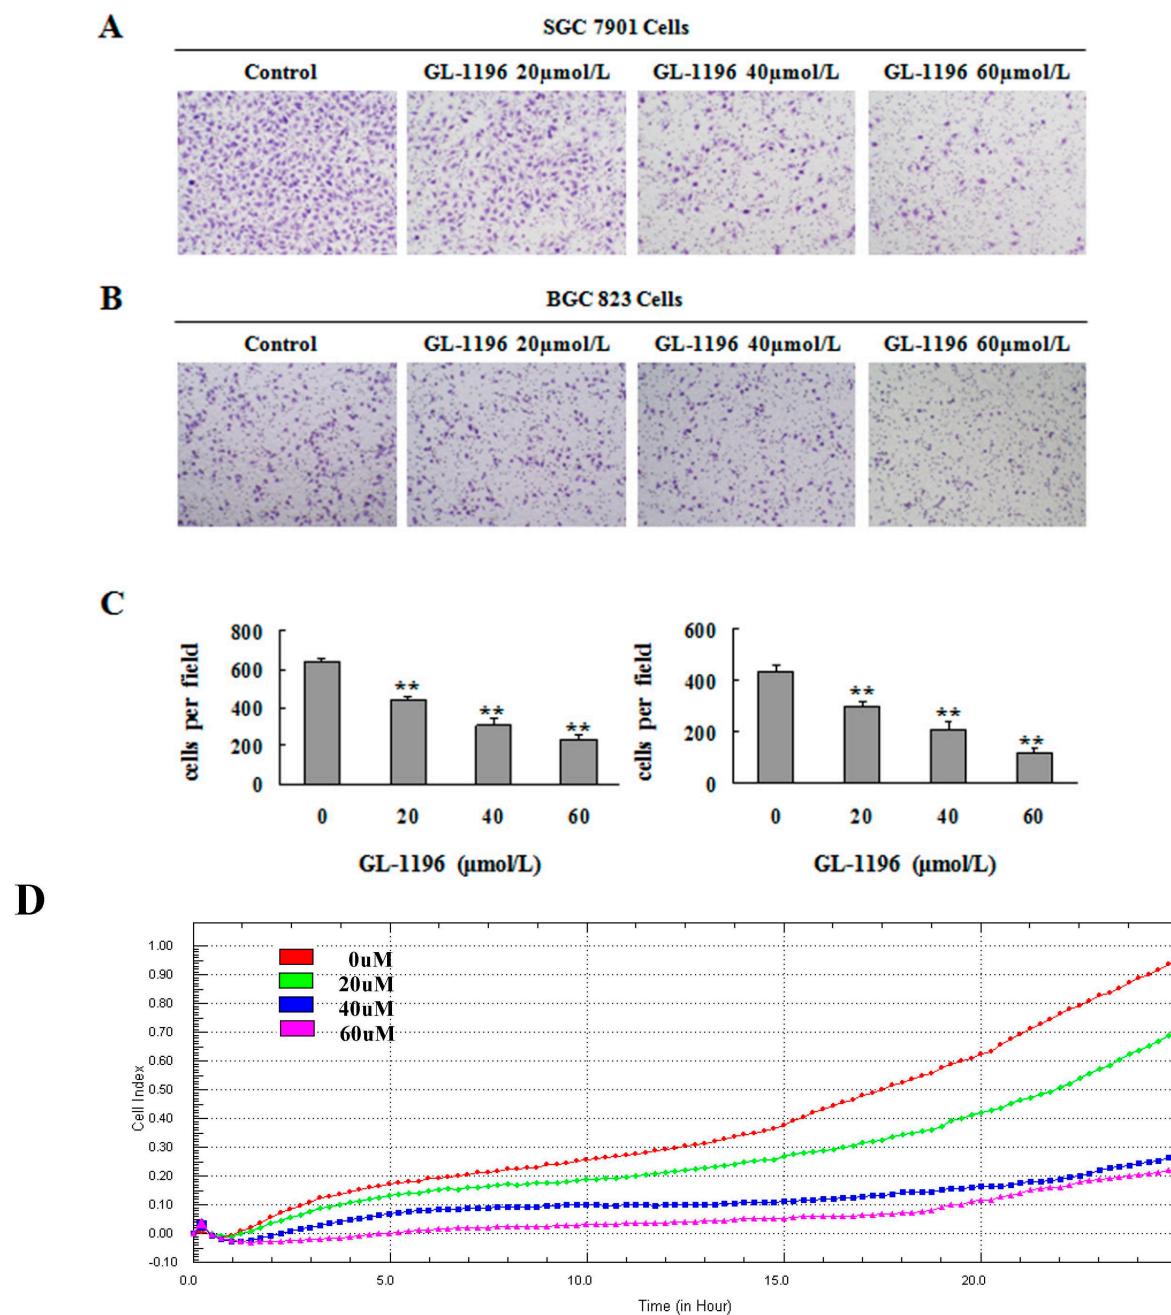 A
SGC 7901 Cells
Control GL-1196 20μmol/L GL-1196 40μmol/L GL-1196 60μmol/L
B
BGC 823 Cells
Control GL-1196 20μmol/L GL-1196 40μmol/L GL-1196 60μmol/L
C
cells per field
800
600
400
200
0
**
**
**
0 20 40 60
GL-1196 (μmol/L)
cells per field
600
400
200
0
**
**
**
0 20 40 60
GL-1196 (μmol/L)
D
Cell Index
1.00
0.90
0.80
0.70
0.60
0.50
0.40
0.30
0.20
0.10
0.00
-0.10
0uM
20uM
40uM
60uM
0.0 5.0 10.0 15.0 20.0
Time (in Hour)